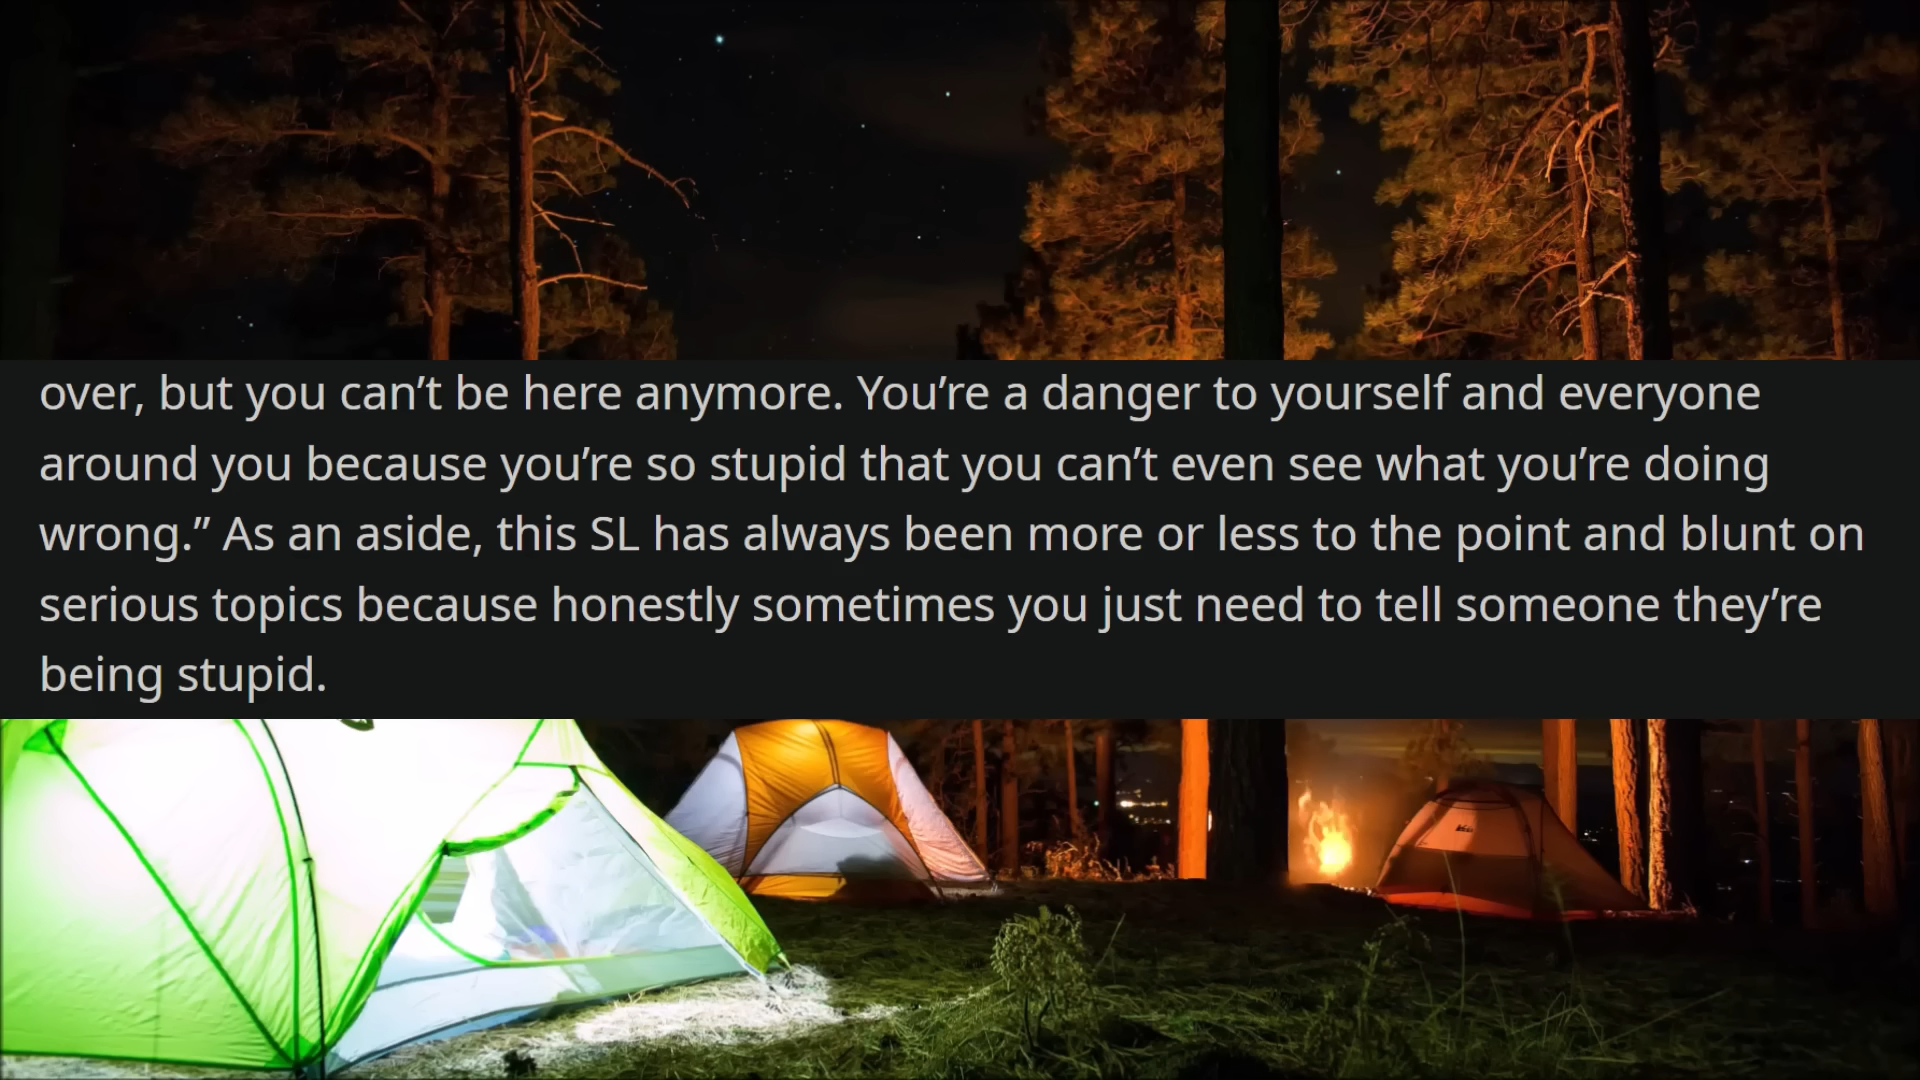 over, but you can’t be here anymore. You’re a danger to yourself and everyone
around you because you’re so stupid that you can’t even see what you’re doing
wrong.” As an aside, this SL has always been more or less to the point and blunt on
serious topics because honestly sometimes you just need to tell someone they’re
being stupid.